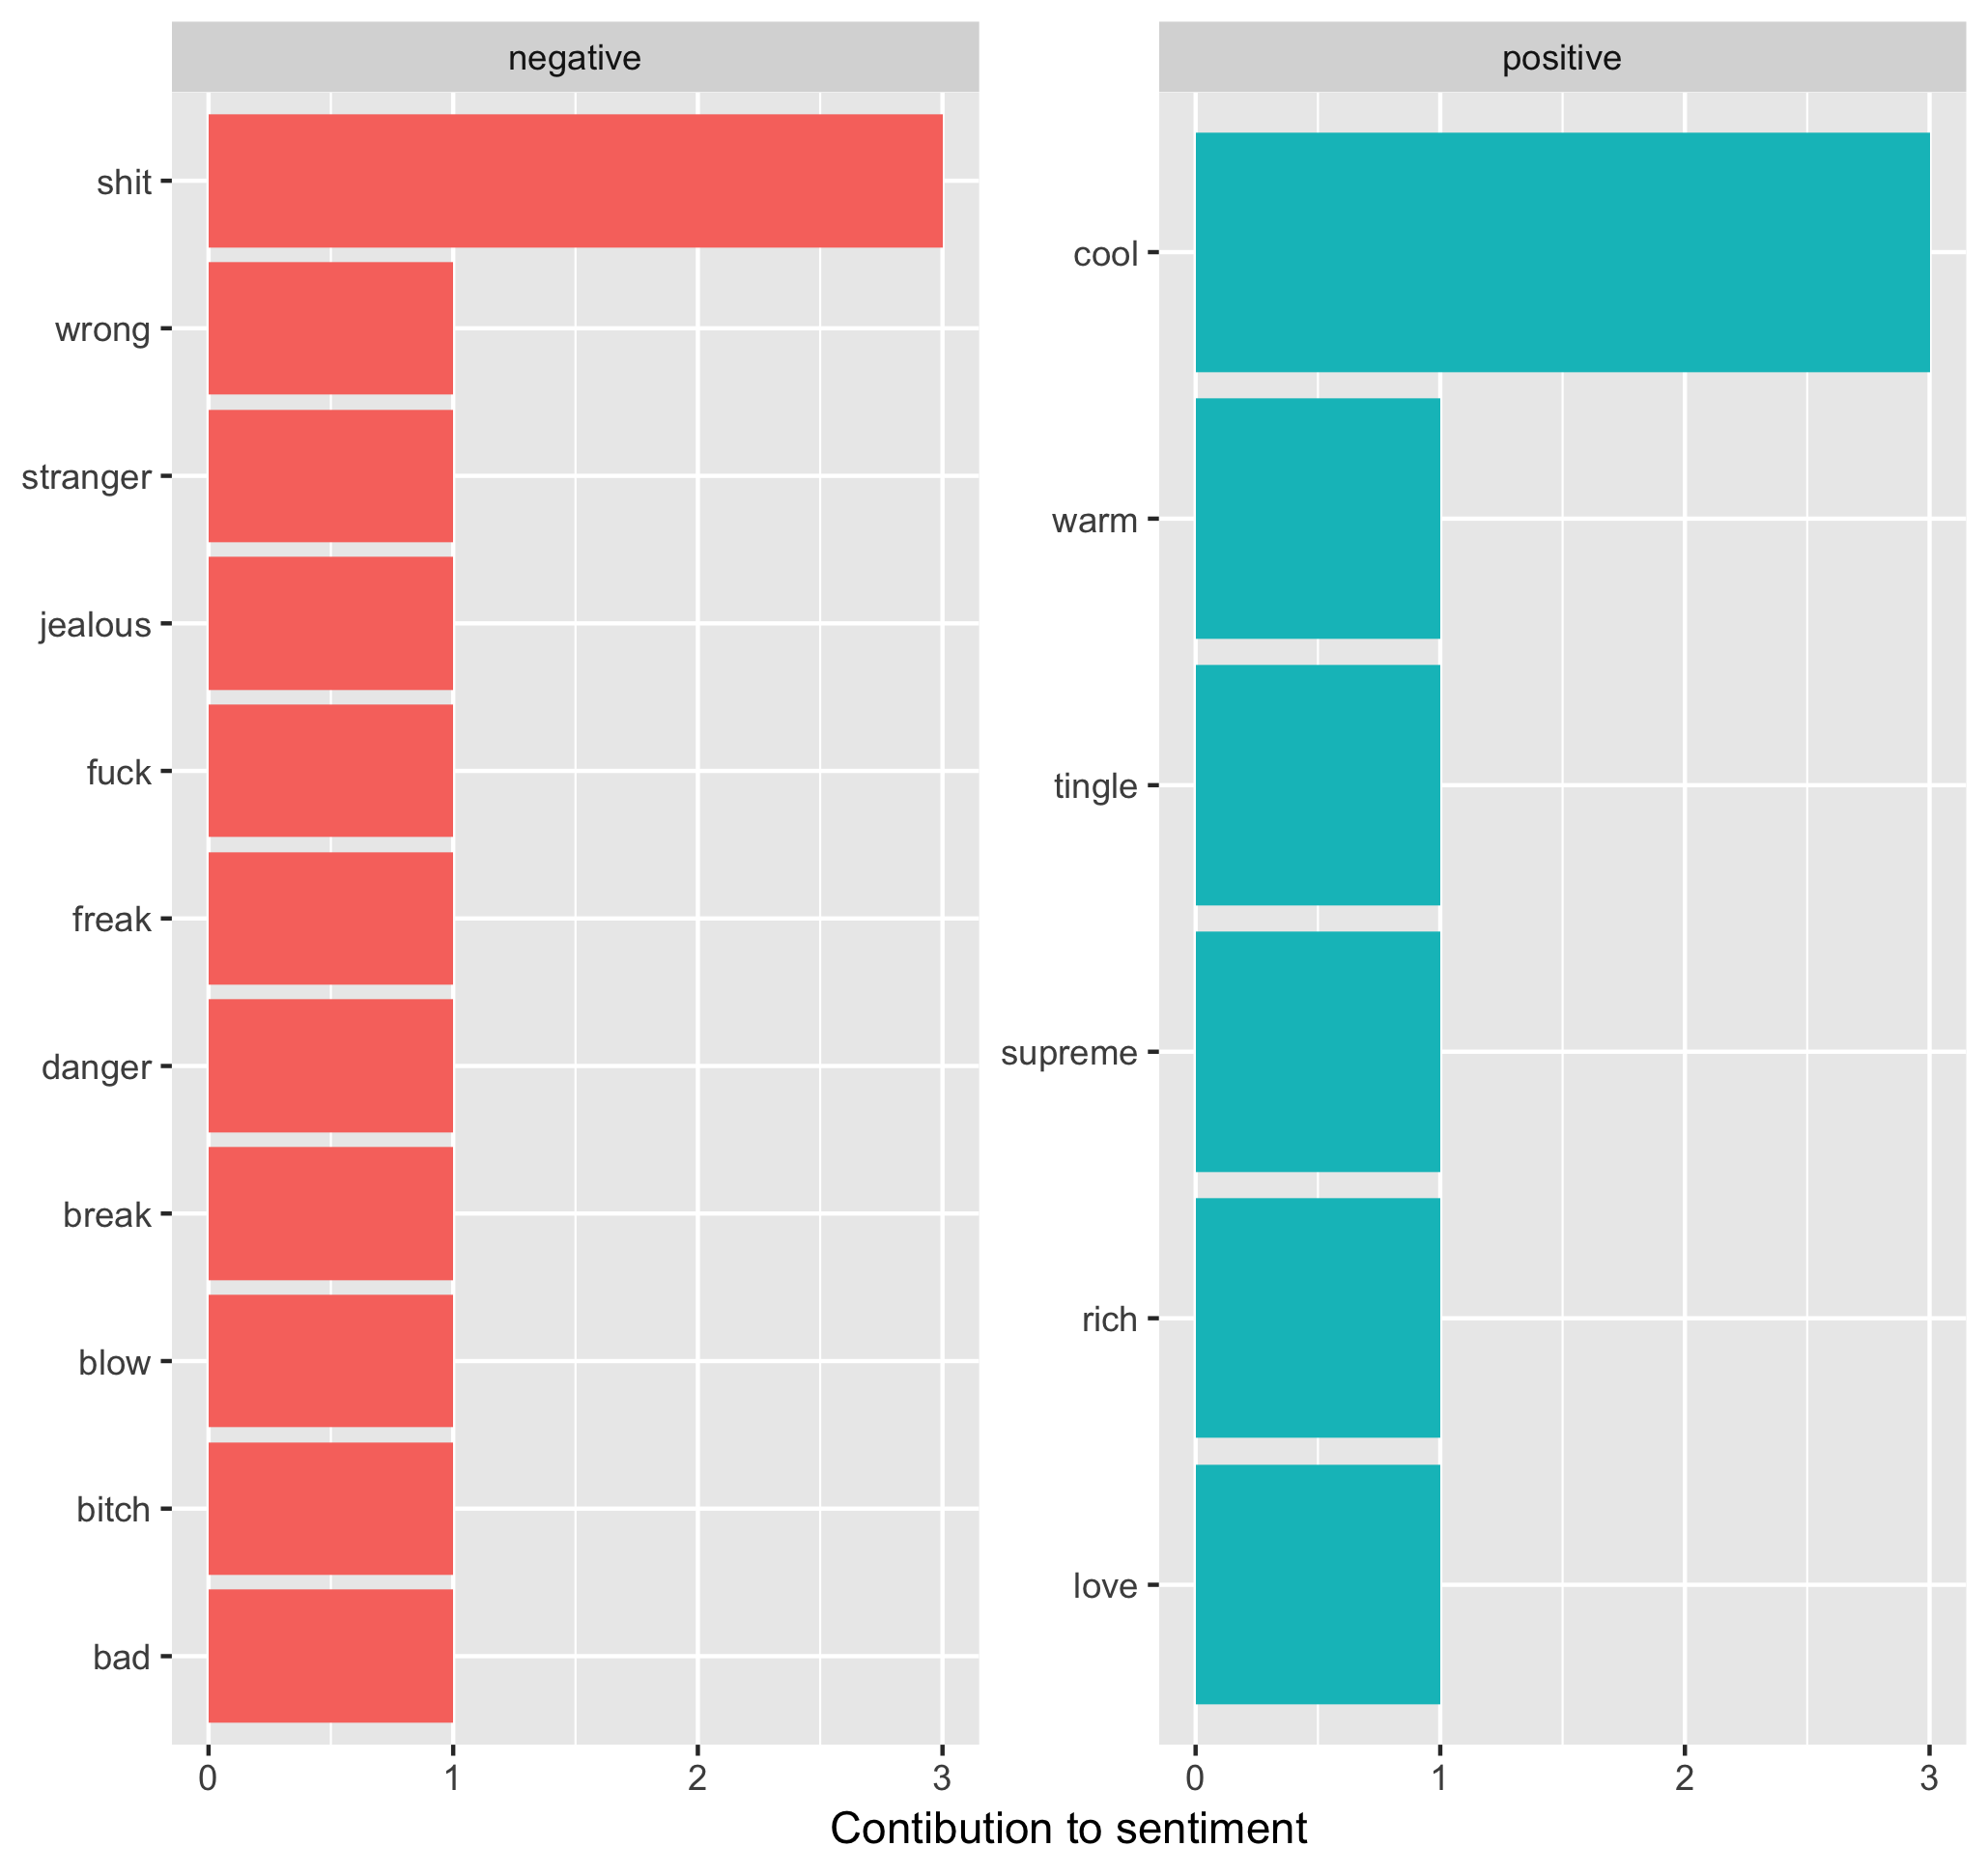 negative
shit
wrong
stranger
jealous
fuck
freak
danger
break
blow
bitch
bad
0 1 2 3
positive
cool
warm
tingle
supreme
rich
love
0 1 2 3
Contibution to sentiment